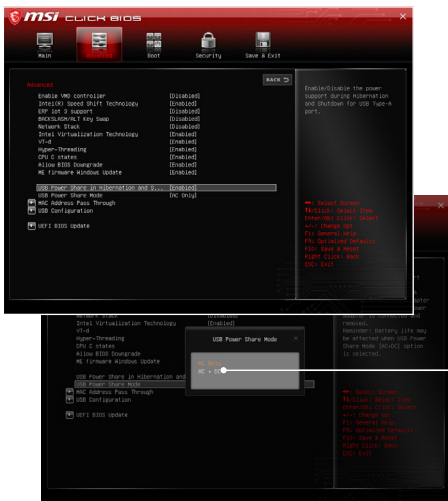 msi CLICK BIOS
Main
Advanced
Boot
Security
Save & Exit
Advanced
BACK
Enable VMD controller [Disabled]
Intel(R) Speed Shift Technology [Enabled]
ERP lot 3 support [Disabled]
BACKSLASH/RLT Key Swap [Disabled]
Network Stack [Disabled]
Intel Virtualization Technology [Enabled]
VT-d [Enabled]
Hyper-Threading [Enabled]
CPU C states [Enabled]
Allow BIOS Downgrade [Enabled]
ME firmware Windows Update [Enabled]
USB Power Share in Hibernation and S... [Enabled]
USB Power Share Mode [AC Only]
MAC Address Pass Through
USB Configuration
UEFI BIOS Update
Enable/Disable the power
support during Hibernation
and Shutdown for USB Type-A
port.
: Select Screen
/Click: Select Item
Enter/Dbl Click: Select
+/-: Change Opt.
F1: General Help
F9: Optimized Defaults
F10: Save & Reset
Right Click: Back
ESC: Exit
Network Stack [Disabled]
Intel Virtualization Technology [Enabled]
VT-d
Hyper-Threading
CPU C states
Allow BIOS Downgrade
ME firmware Windows Update
USB Power Share in Hibernation and
USB Power Share Mode
MAC Address Pass Through
USB Configuration
UEFI BIOS Update
USB Power Share Mode
AC Only
AC + DC
removed.
Reminder: Battery life may
be affected when USB Power
Share Mode [AC+DC] option
is selected.
: Select Screen
/Click: Select Item
Enter/Dbl Click: Select
+/-: Change Opt.
F1: General Help
F9: Optimized Defaults
F10: Save & Reset
Right Click: Back
ESC: Exit